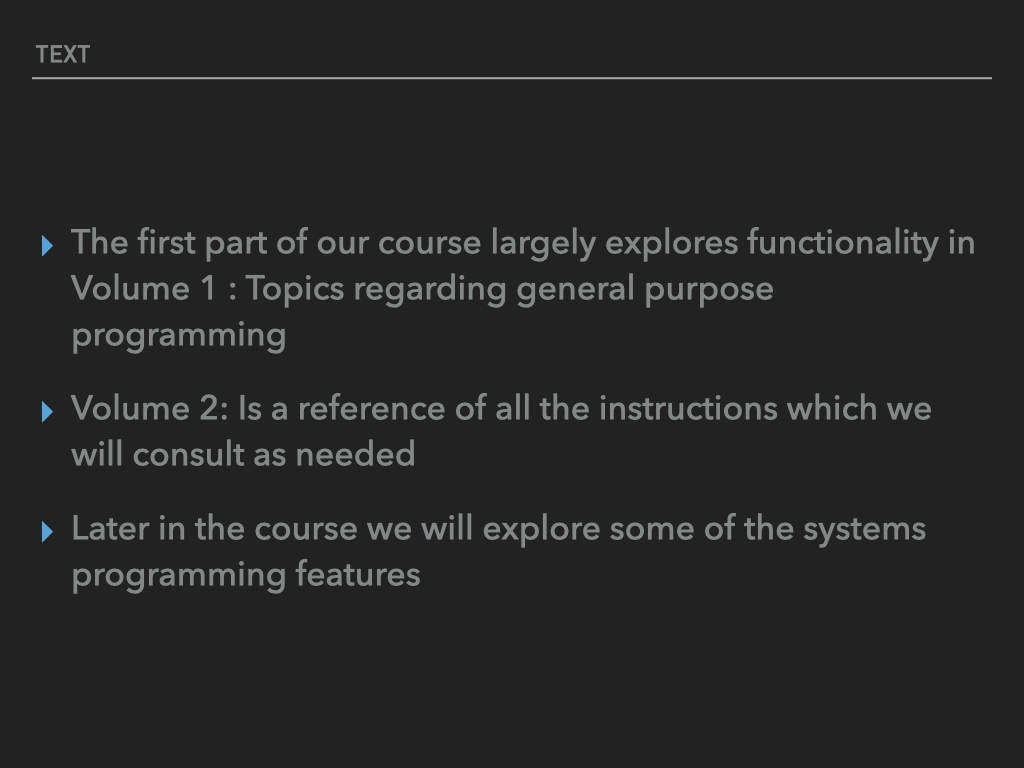 TEXT
The first part of our course largely explores functionality in
Volume 1 : Topics regarding general purpose
programming
Volume 2: Is a reference of all the instructions which we
will consult as needed
Later in the course we will explore some of the systems
programming features